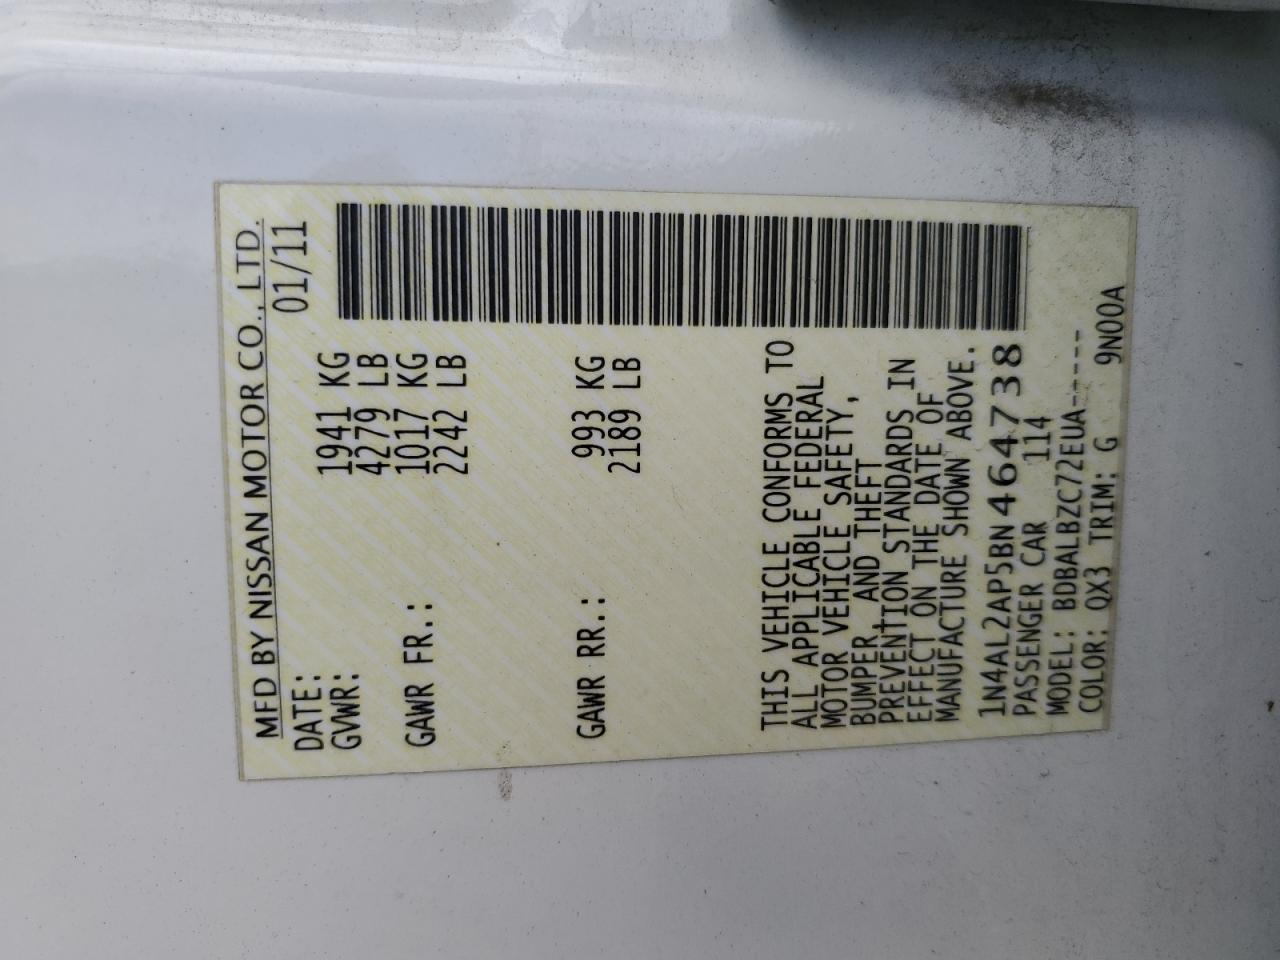 MFD BY NISSAN MOTOR CO., LTD.
DATE: 01/11
GVWR: 1941 KG
4279 LB
GAWR FR.: 1017 KG
2242 LB
GAWR RR.: 993 KG
2189 LB
THIS VEHICLE CONFORMS TO
ALL APPLICABLE FEDERAL
MOTOR VEHICLE SAFETY,
BUMPER, AND THEFT
PREVENTION STANDARDS IN
EFFECT ON THE DATE OF
MANUFACTURE SHOWN ABOVE.
1N4AL2AP5BN464738
PASSENGER CAR 114
MODEL: BDBALBZC72EUA-----
COLOR: QX3 TRIM: G 9N00A